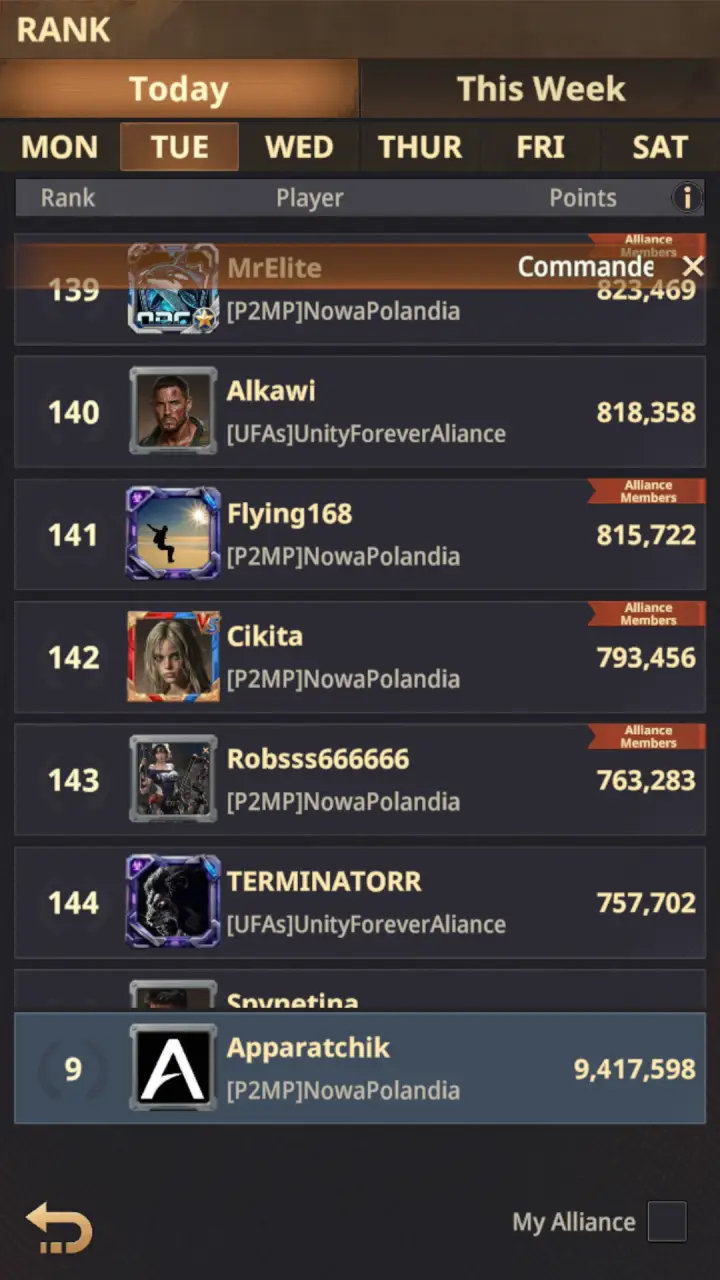 RANK
Today
This Week
MON
TUE
WED
THUR
FRI
SAT
Rank
Player
Points
i
139
MrElite
[P2MP]NowaPolandia
Alliance
Members
Commande
823,469
140
Alkawi
[UFAs]UnityForeverAliance
818,358
141
Flying168
[P2MP]NowaPolandia
Alliance
Members
815,722
142
VS
Cikita
[P2MP]NowaPolandia
Alliance
Members
793,456
143
Robsss666666
[P2MP]NowaPolandia
Alliance
Members
763,283
144
TERMINATORR
[UFAs]UnityForeverAliance
757,702
9
A
Apparatchik
[P2MP]NowaPolandia
9,417,598
My Alliance